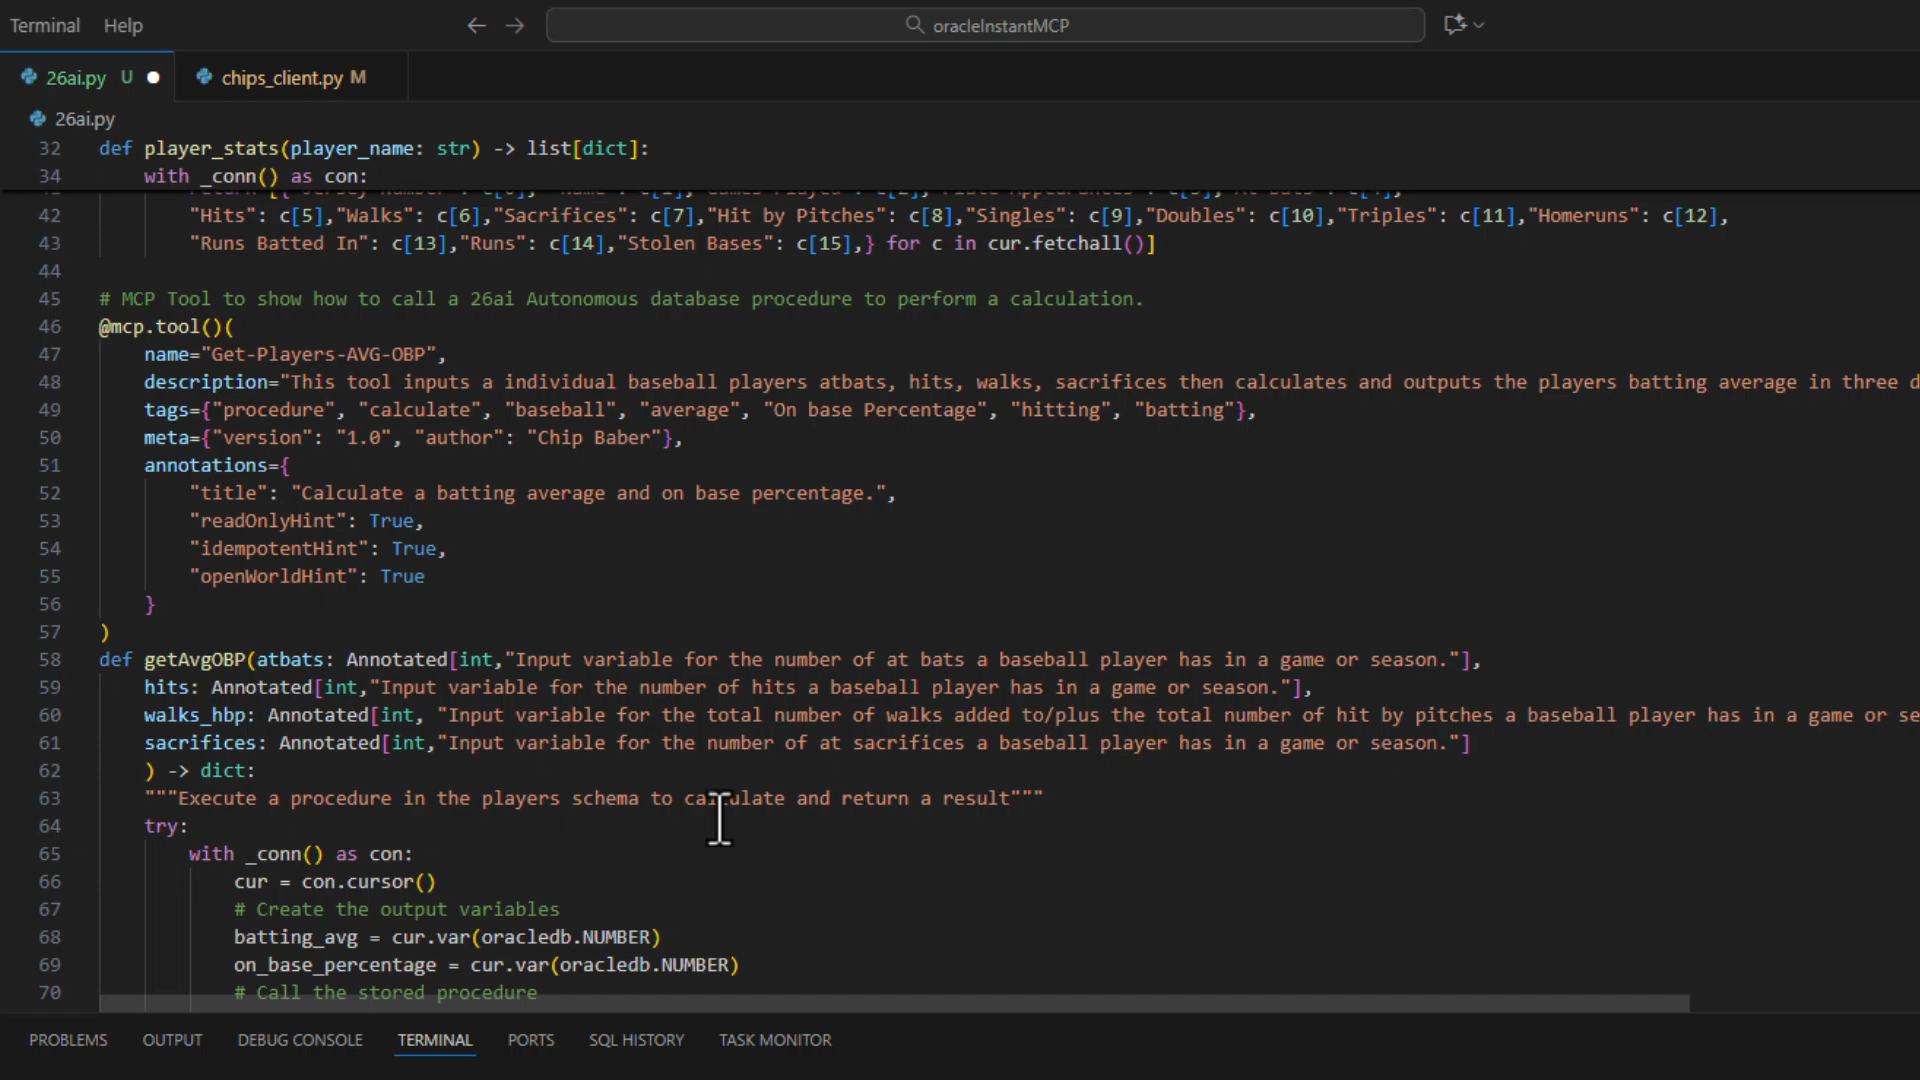 Terminal Help
oracleInstantMCP
26ai.py U
chips_client.py M
26ai.py
32 def player_stats(player_name: str) -> list[dict]:
34 with _conn() as con:
42 "Hits": c[5],"Walks": c[6],"Sacrifices": c[7],"Hit by Pitches": c[8],"Singles": c[9],"Doubles": c[10],"Triples": c[11],"Homeruns": c[12],
43 "Runs Batted In": c[13],"Runs": c[14],"Stolen Bases": c[15],} for c in cur.fetchall()]
44
45 # MCP Tool to show how to call a 26ai Autonomous database procedure to perform a calculation.
46 @mcp.tool()(
47 name="Get-Players-AVG-OBP",
48 description="This tool inputs a individual baseball players atbats, hits, walks, sacrifices then calculates and outputs the players batting average in three d
49 tags={"procedure", "calculate", "baseball", "average", "On base Percentage", "hitting", "batting"},
50 meta={"version": "1.0", "author": "Chip Baber"},
51 annotations={
52 "title": "Calculate a batting average and on base percentage.",
53 "readOnlyHint": True,
54 "idempotentHint": True,
55 "openWorldHint": True
56 }
57 )
58 def getAvgOBP(atbats: Annotated[int,"Input variable for the number of at bats a baseball player has in a game or season."],
59 hits: Annotated[int,"Input variable for the number of hits a baseball player has in a game or season."],
60 walks_hbp: Annotated[int, "Input variable for the total number of walks added to/plus the total number of hit by pitches a baseball player has in a game or se
61 sacrifices: Annotated[int,"Input variable for the number of at sacrifices a baseball player has in a game or season."]
62 ) -> dict:
63 """Execute a procedure in the players schema to calculate and return a result"""
64 try:
65 with _conn() as con:
66 cur = con.cursor()
67 # Create the output variables
68 batting_avg = cur.var(oracledb.NUMBER)
69 on_base_percentage = cur.var(oracledb.NUMBER)
70 # Call the stored procedure
PROBLEMS OUTPUT DEBUG CONSOLE TERMINAL PORTS SQL HISTORY TASK MONITOR